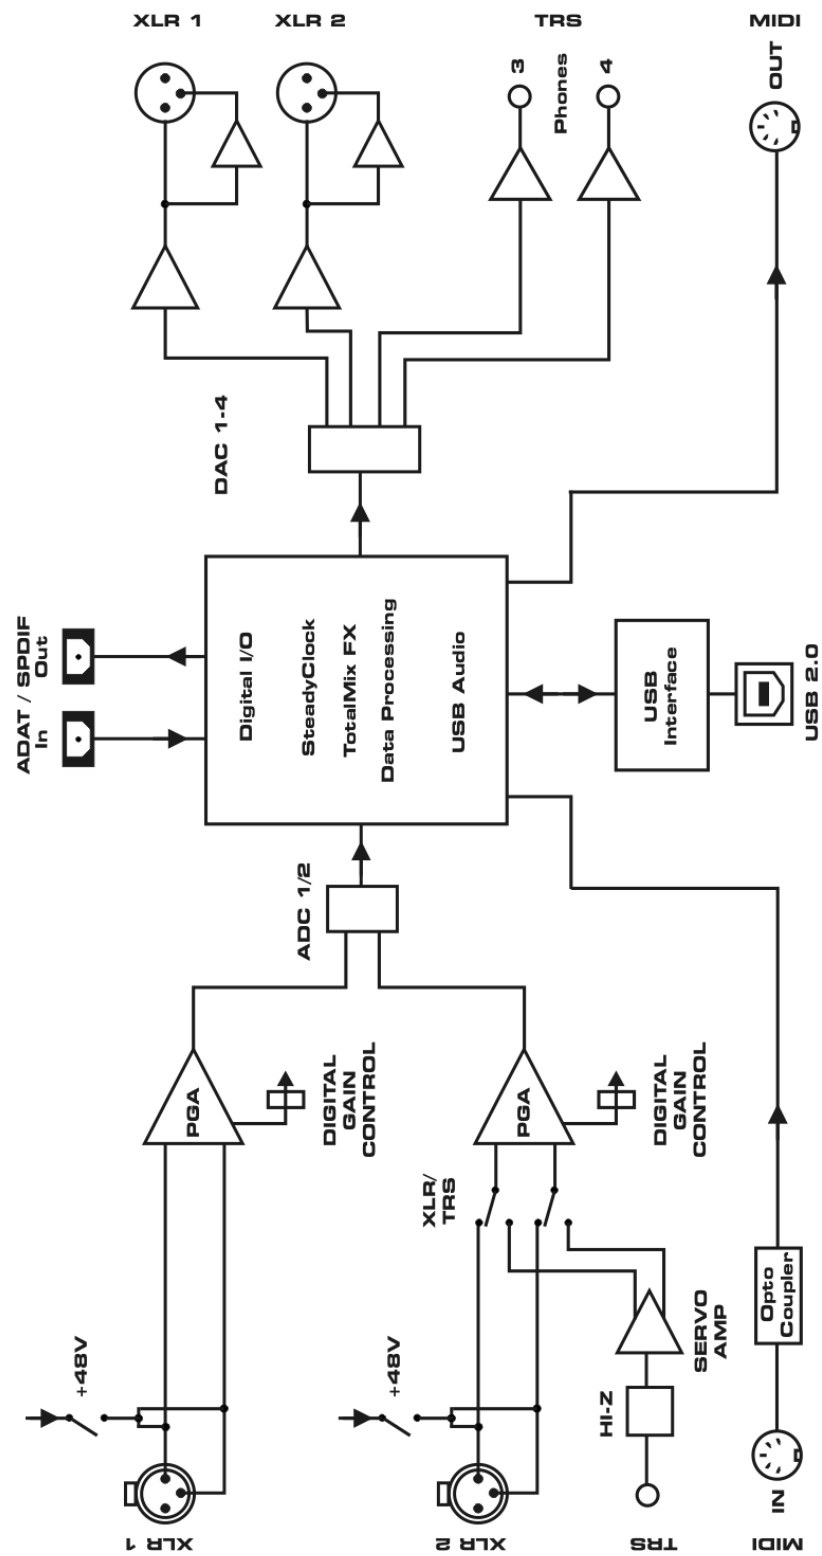 XLR 1
XLR 2
TRS
MIDI
3
Phones
4
OUT
DAC 1-4
ADAT / SPDIF
Out
In
Digital I/O
SteadyClock
TotalMix FX
Data Processing
USB Audio
USB
Interface
USB 2.0
ADC 1/2
PGA
DIGITAL
GAIN
CONTROL
PGA
DIGITAL
GAIN
CONTROL
XLR/
TRS
+48V
+48V
HI-Z
SERVO
AMP
Opto
Coupler
IN
XLR 1
XLR 2
TRS
MIDI